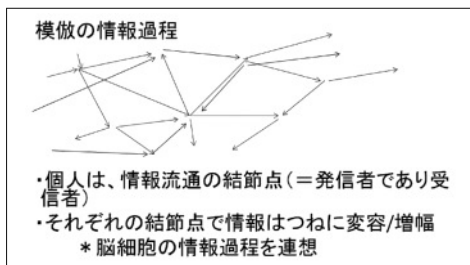 模倣の情報過程
・個人は、情報流通の結節点(=発信者であり受
信者)
・それぞれの結節点で情報はつねに変容/増幅
＊脳細胞の情報過程を連想